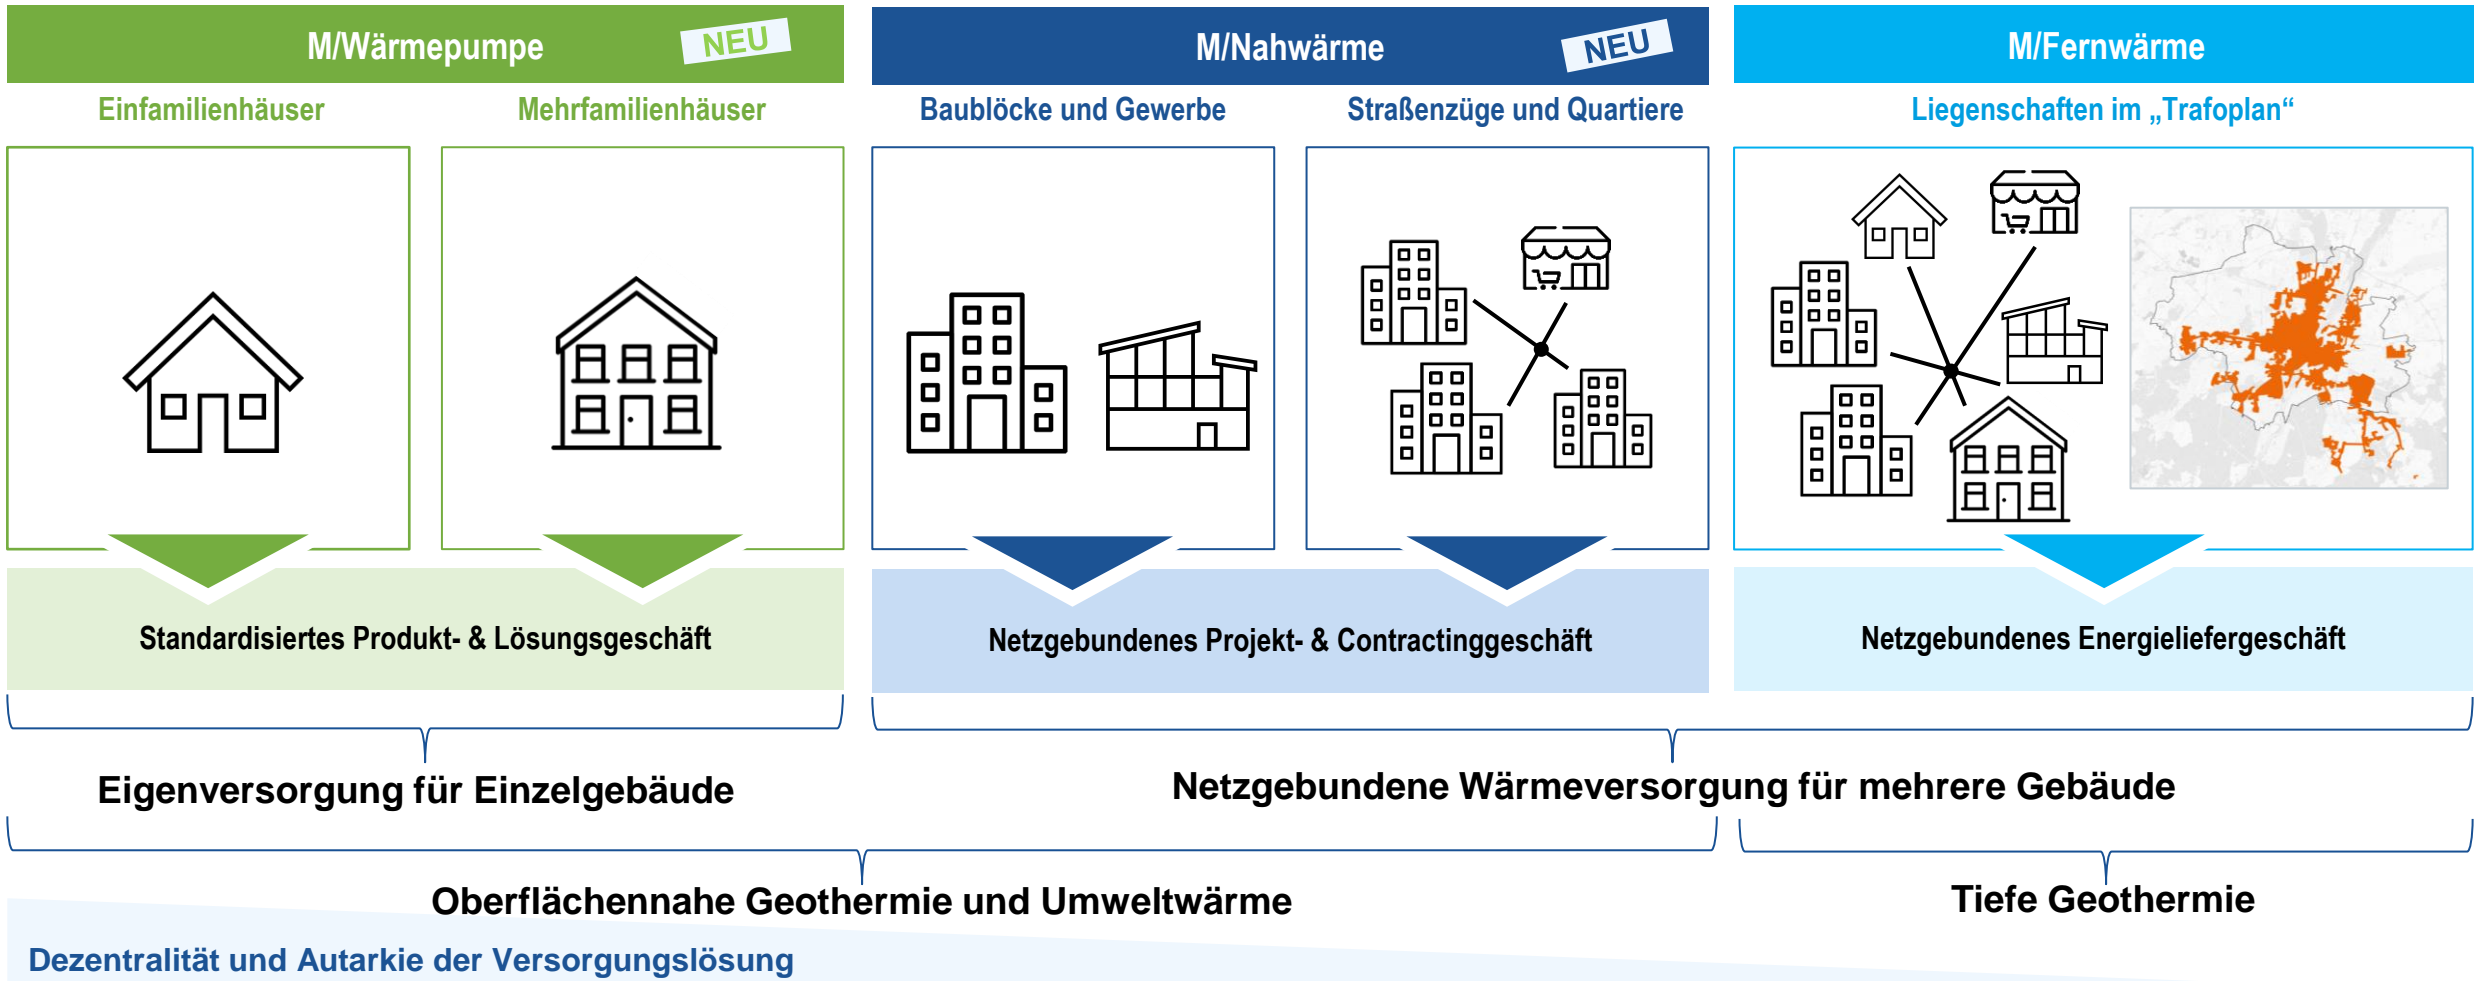 M/Wärmepumpe
NEU
M/Nahwärme
NEU
M/Fernwärme
Einfamilienhäuser
Mehrfamilienhäuser
Baublöcke und Gewerbe
Straßenzüge und Quartiere
Liegenschaften im „Trafoplan“
Standardisiertes Produkt- & Lösungsgeschäft
Netzgebundenes Projekt- & Contractinggeschäft
Netzgebundenes Energieliefergeschäft
Eigenversorgung für Einzelgebäude
Netzgebundene Wärmeversorgung für mehrere Gebäude
Oberflächennahe Geothermie und Umweltwärme
Tiefe Geothermie
Dezentralität und Autarkie der Versorgungslösung